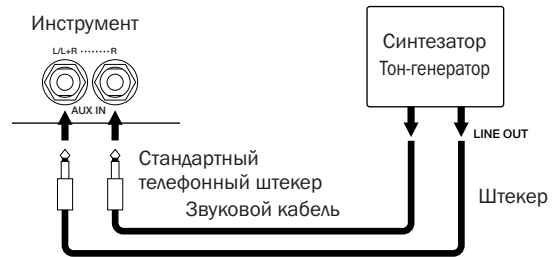 Инструмент
L/L+R ········ R
AUX IN
Синтезатор
Тон-генератор
LINE OUT
Стандартный
телефонный штекер
Звуковой кабель
Штекер